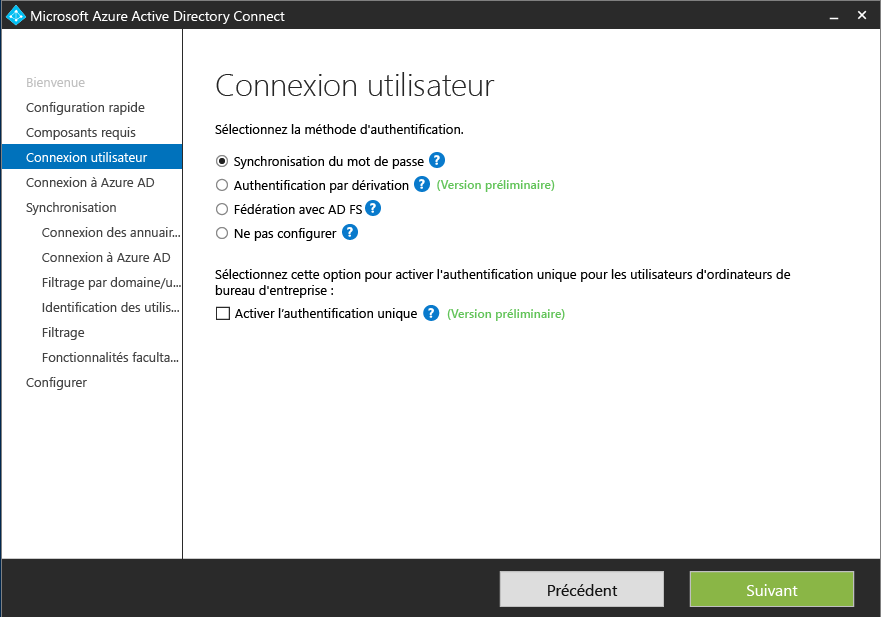 Microsoft Azure Active Directory Connect
Bienvenue
Configuration rapide
Composants requis
Connexion utilisateur
Connexion à Azure AD
Synchronisation
Connexion des annuair...
Connexion à Azure AD
Filtrage par domaine/u...
Identification des utilis...
Filtrage
Fonctionnalités faculta...
Configurer
Connexion utilisateur
Sélectionnez la méthode d'authentification.
Synchronisation du mot de passe ?
Authentification par dérivation ? (Version préliminaire)
Fédération avec AD FS ?
Ne pas configurer ?
Sélectionnez cette option pour activer l'authentification unique pour les utilisateurs d'ordinateurs de
bureau d'entreprise :
Activer l'authentification unique ? (Version préliminaire)
Précédent
Suivant